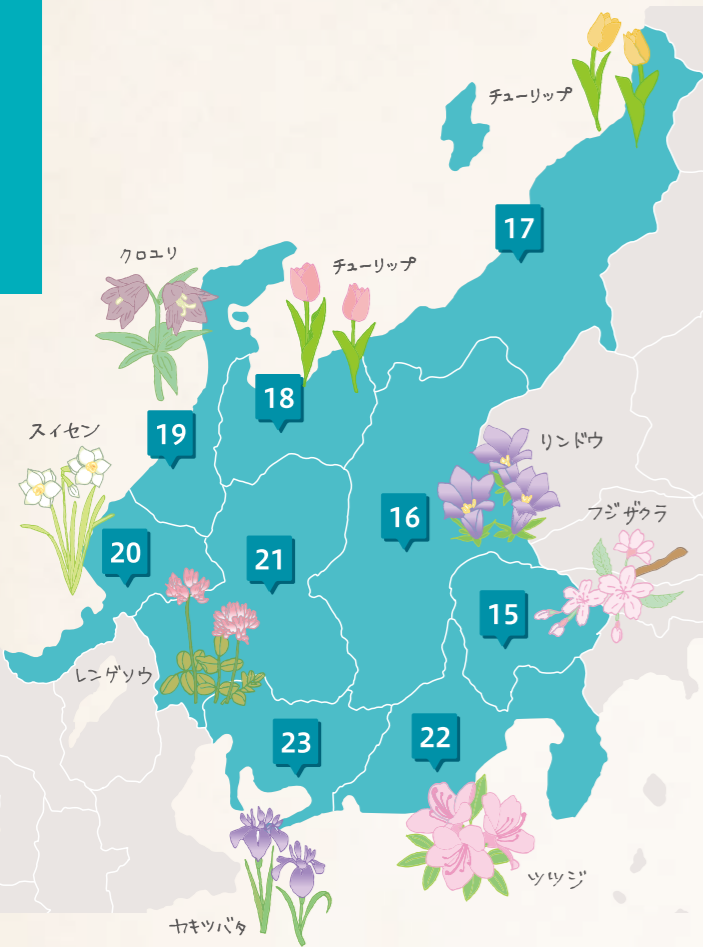 チューリップ
17
クロユリ
チューリップ
18
19
スイセン
リンドウ
16
フジザクラ
20
21
15
レンゲソウ
23
22
ツツジ
カキツバタ